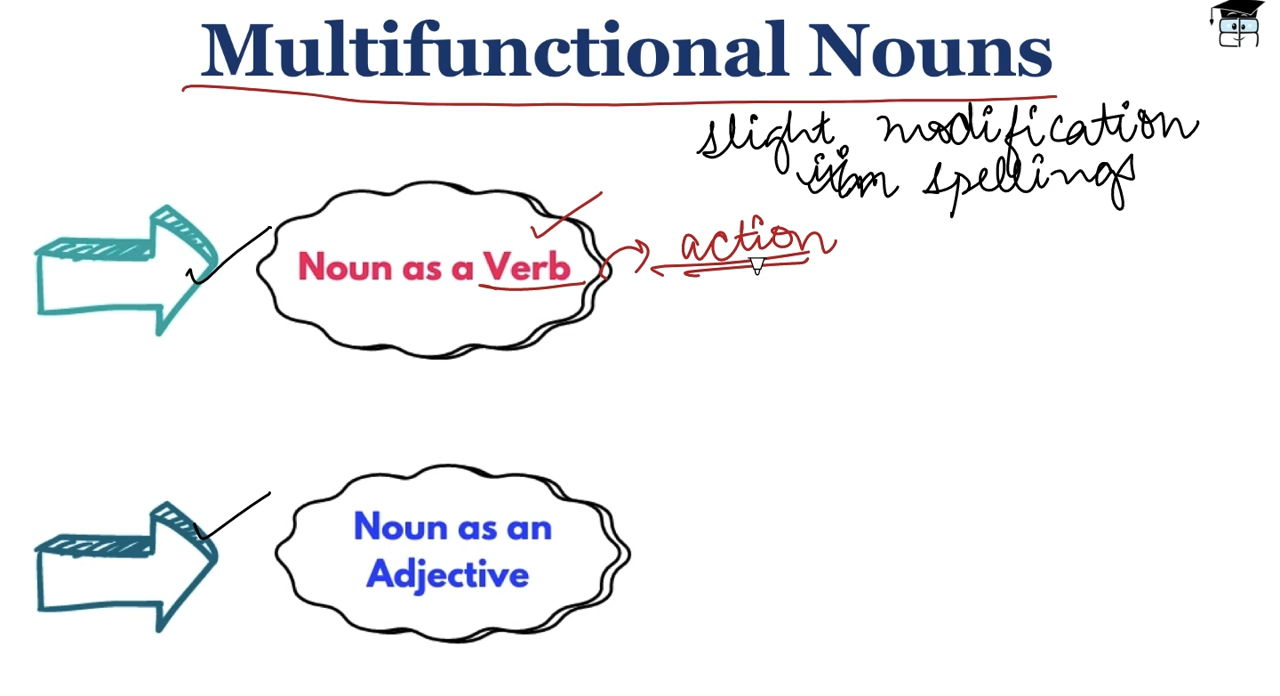 Multifunctional Nouns
slight modification
in spellings
Noun as a Verb
action
Noun as an
Adjective